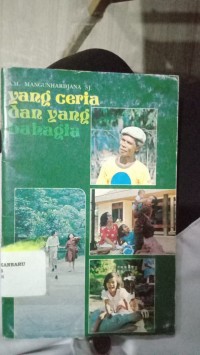 A.M. MANGUNHARDJANA SJ
yang ceria
dan yang
bahagia